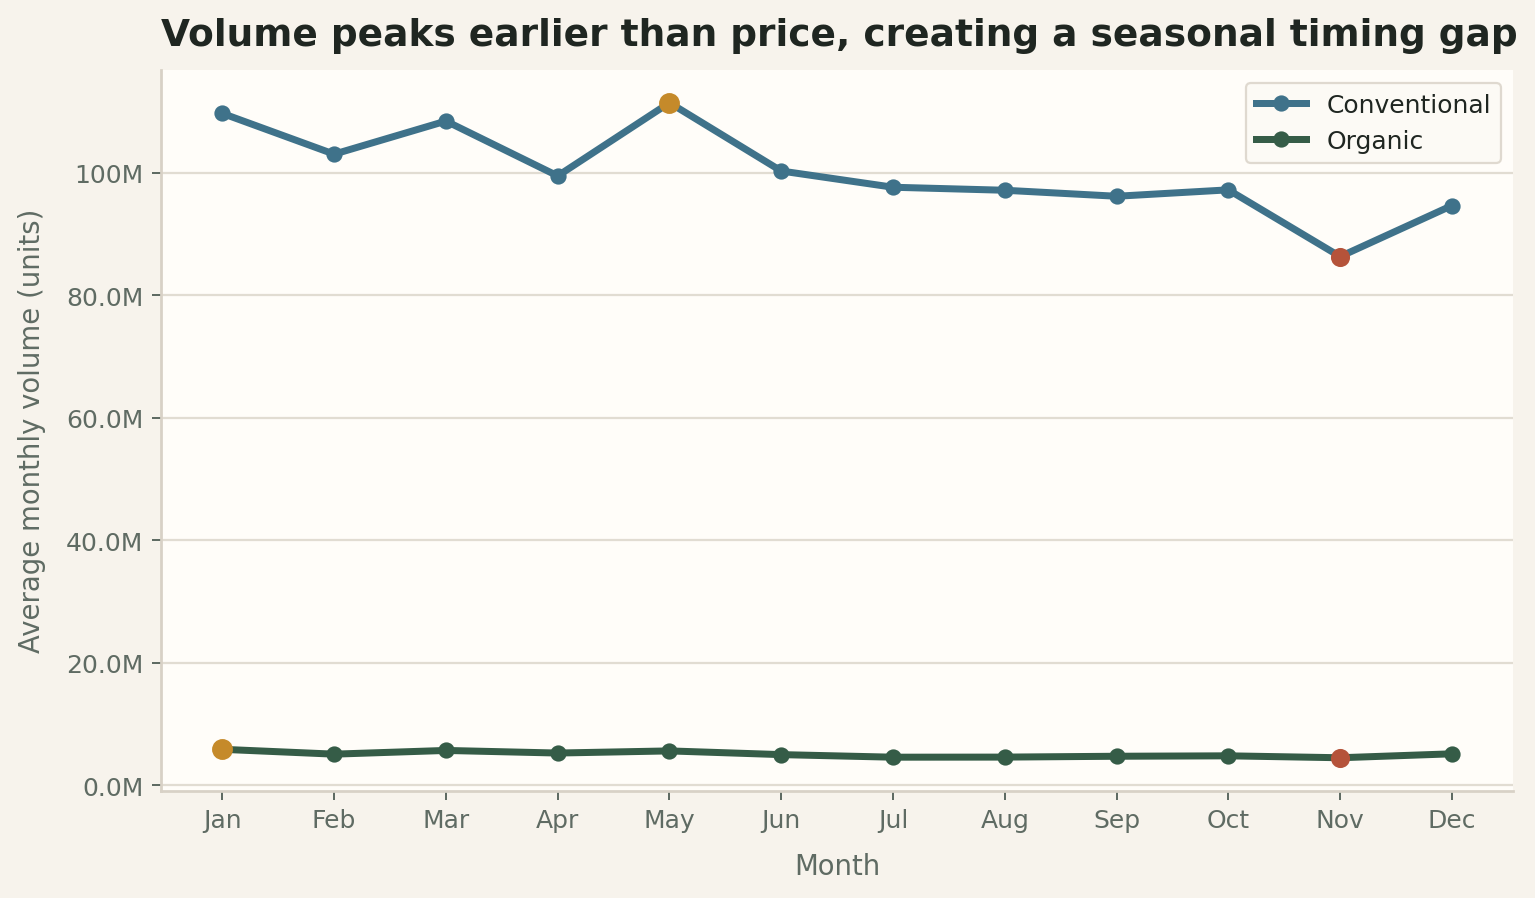 Volume peaks earlier than price, creating a seasonal timing gap
Conventional
Organic
Average monthly volume (units)
100M
80.0M
60.0M
40.0M
20.0M
0.0M
Jan Feb Mar Apr May Jun Jul Aug Sep Oct Nov Dec
Month